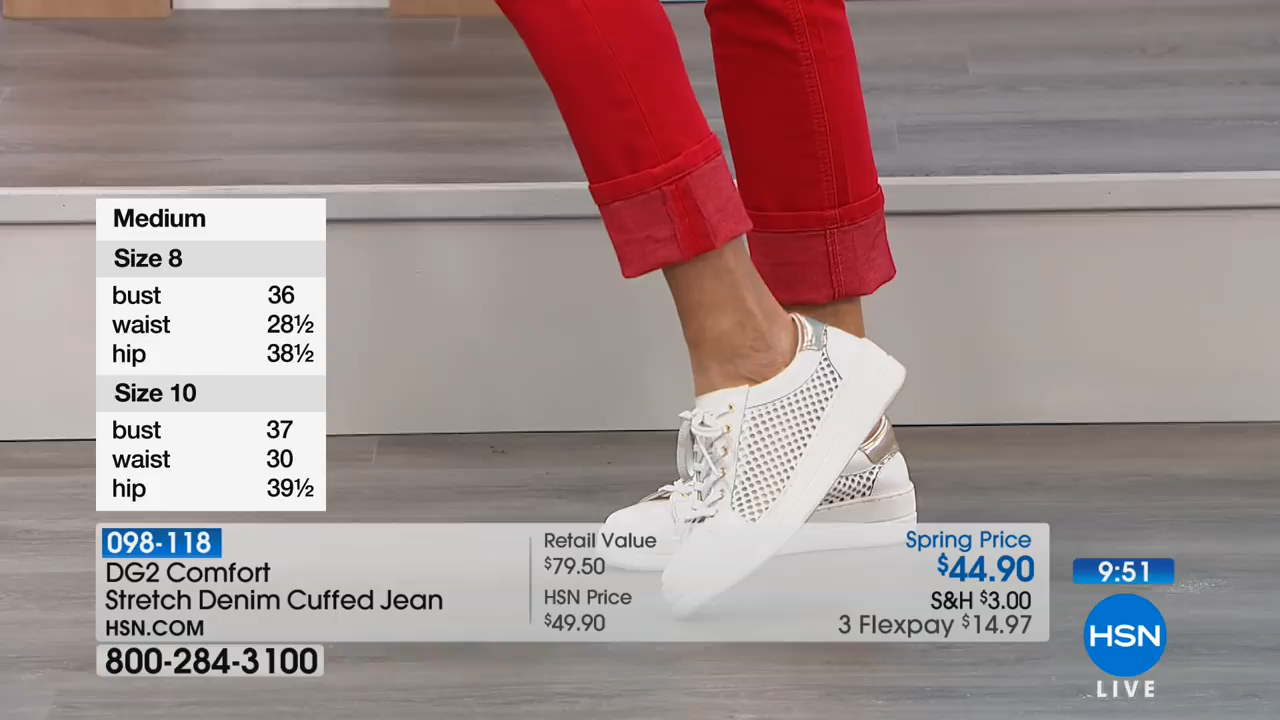 Medium
Size 8
bust 36
waist 28½
hip 38½
Size 10
bust 37
waist 30
hip 39½
098-118
DG2 Comfort
Stretch Denim Cuffed Jean
HSN.COM
800-284-3100
Retail Value
$79.50
HSN Price
$49.90
Spring Price
$44.90
S&H $3.00
3 Flexpay $14.97
9:51
HSN
LIVE